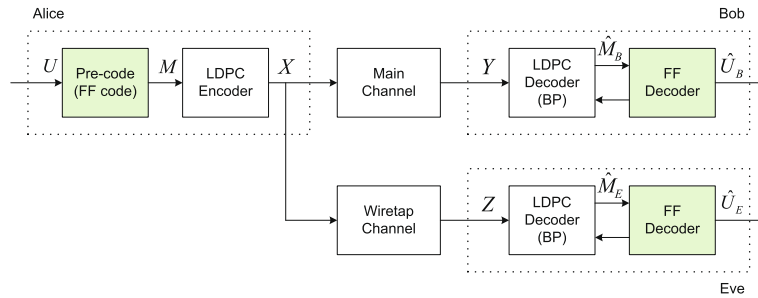 Alice
Bob
U
Pre-code
(FF code)
M
LDPC
Encoder
X
Main
Channel
Y
LDPC
Decoder
(BP)
M̂_B
FF
Decoder
Û_B
Wiretap
Channel
Z
LDPC
Decoder
(BP)
M̂_E
FF
Decoder
Û_E
Eve